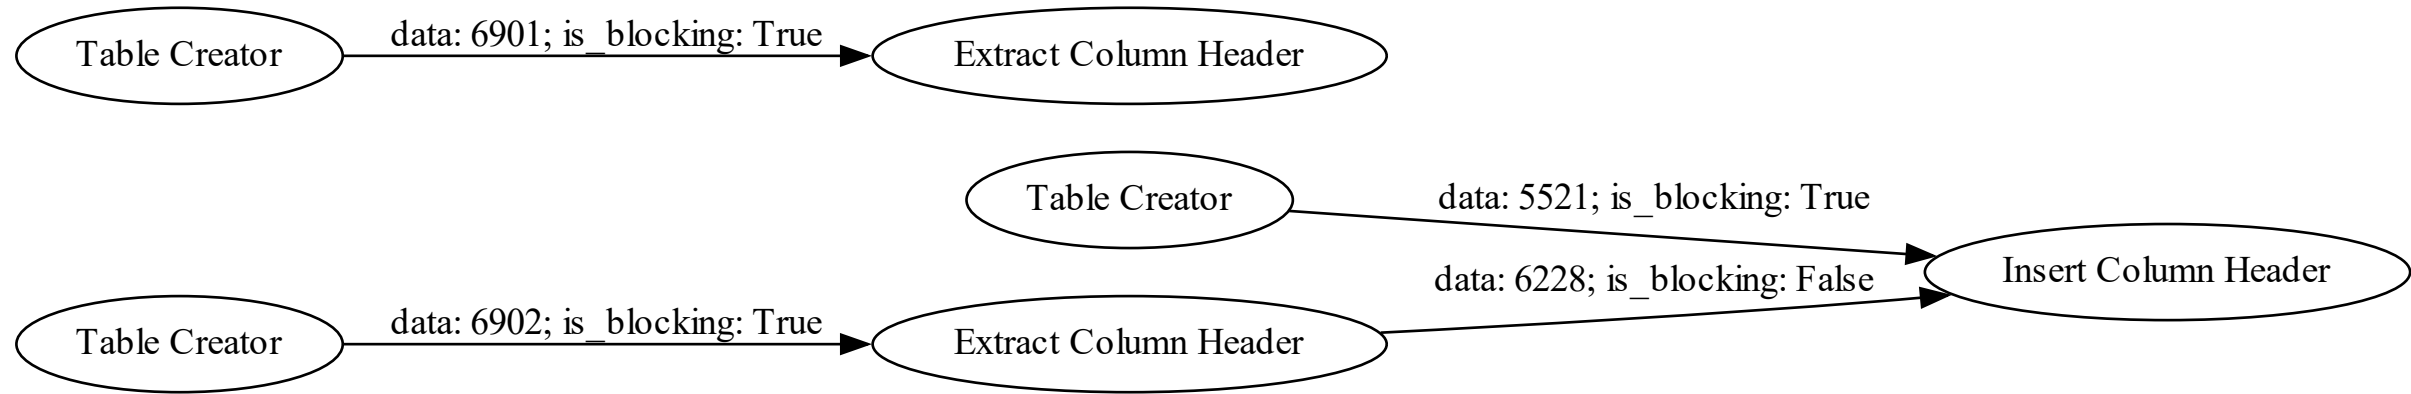 Table Creator
data: 6901; is_blocking: True
Extract Column Header
Table Creator
data: 5521; is_blocking: True
Insert Column Header
data: 6228; is_blocking: False
Table Creator
data: 6902; is_blocking: True
Extract Column Header